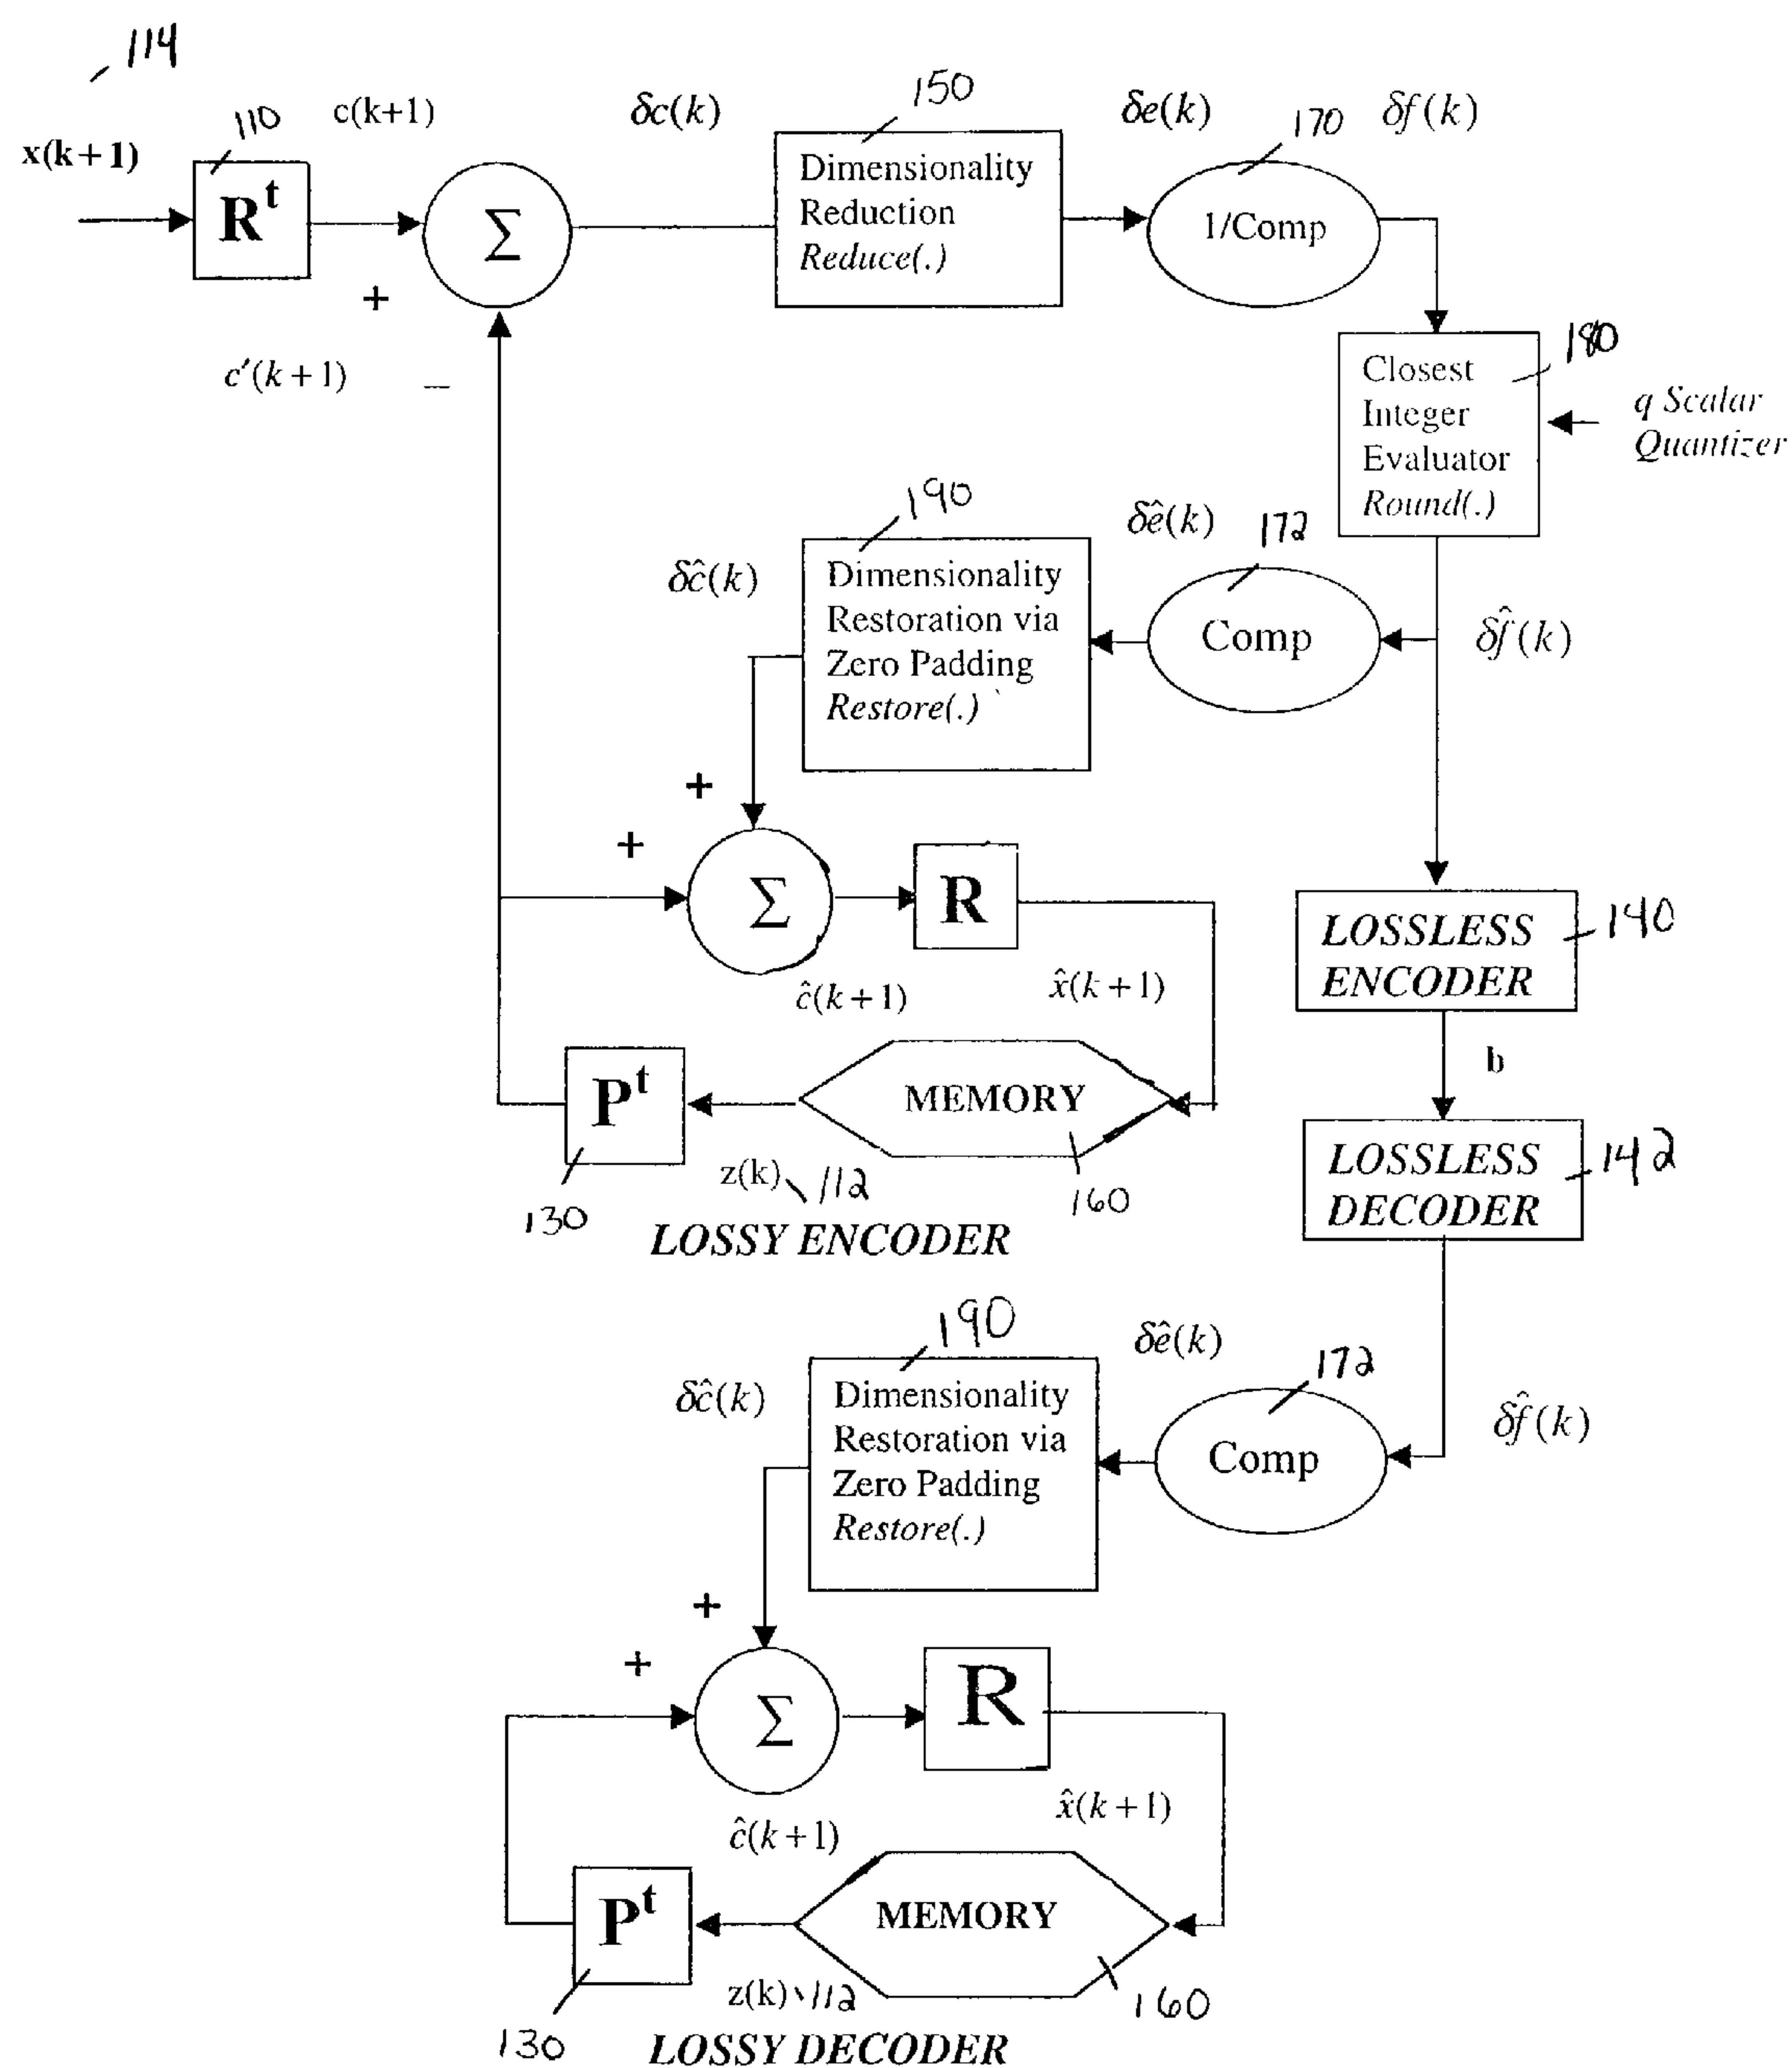 114
x(k+1)
110
c(k+1)
R^t
+
Σ
c′(k+1)
−
δc(k)
150
Dimensionality
Reduction
Reduce(.)
δe(k)
170
1/Comp
δf(k)
180
Closest
Integer
Evaluator
Round(.)
q Scalar
Quantizer
190
δĉ(k)
Dimensionality
Restoration via
Zero Padding
Restore(.)
δê(k)
172
Comp
δf̂(k)
+
+
Σ
R
ĉ(k+1)
x̂(k+1)
LOSSLESS
ENCODER
140
b
P^t
MEMORY
z(k)
112
130
160
LOSSY ENCODER
LOSSLESS
DECODER
142
190
δĉ(k)
Dimensionality
Restoration via
Zero Padding
Restore(.)
δê(k)
172
Comp
δf̂(k)
+
+
Σ
R
ĉ(k+1)
x̂(k+1)
P^t
MEMORY
z(k)
112
130
160
LOSSY DECODER